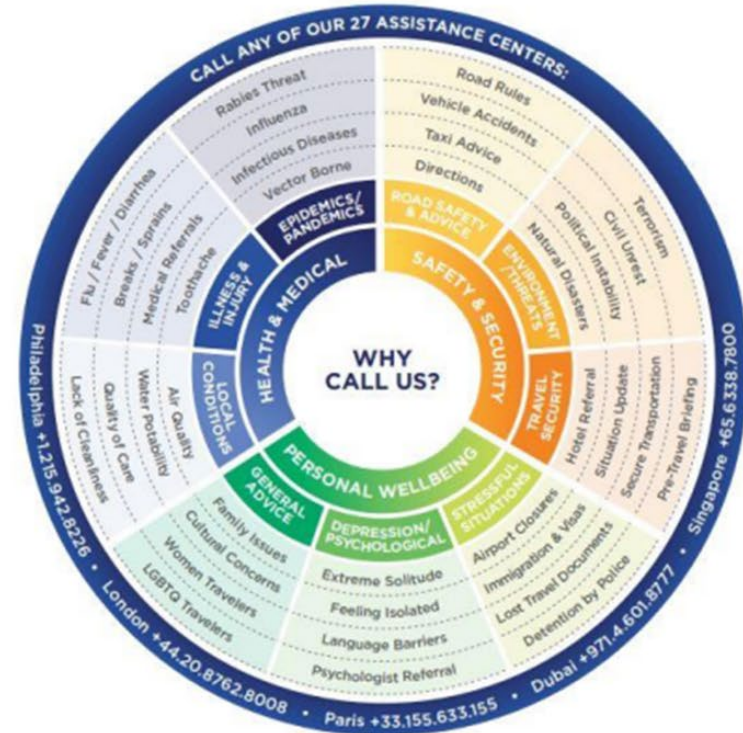 CALL ANY OF OUR 27 ASSISTANCE CENTERS:
WHY
CALL US?
HEALTH & MEDICAL
EPIDEMICS/
PANDEMICS
Rabies Threat
Influenza
Infectious Diseases
Vector Borne
ILLNESS &
INJURY
Flu / Fever / Diarrhea
Breaks / Sprains
Medical Referrals
Toothache
LOCAL
CONDITIONS
Lack of Cleanliness
Quality of Care
Water Potability
Air Quality
SAFETY & SECURITY
ROAD SAFETY
& ADVICE
Road Rules
Vehicle Accidents
Taxi Advice
Directions
ENVIRONMENT
/THREATS
Terrorism
Civil Unrest
Political Instability
Natural Disasters
TRAVEL
SECURITY
Hotel Referral
Situation Update
Secure Transportation
Pre-Travel Briefing
PERSONAL WELLBEING
GENERAL
ADVICE
Family Issues
Cultural Concerns
Women Travelers
LGBTQ Travelers
DEPRESSION/
PSYCHOLOGICAL
Extreme Solitude
Feeling Isolated
Language Barriers
Psychologist Referral
STRESSFUL
SITUATIONS
Airport Closures
Immigration & Visas
Lost Travel Documents
Detention by Police
Philadelphia +1.215.942.8226 • London +44.20.8762.8008 • Paris +33.155.633.155 • Dubai +971.4.601.8777 • Singapore +65.6338.7800